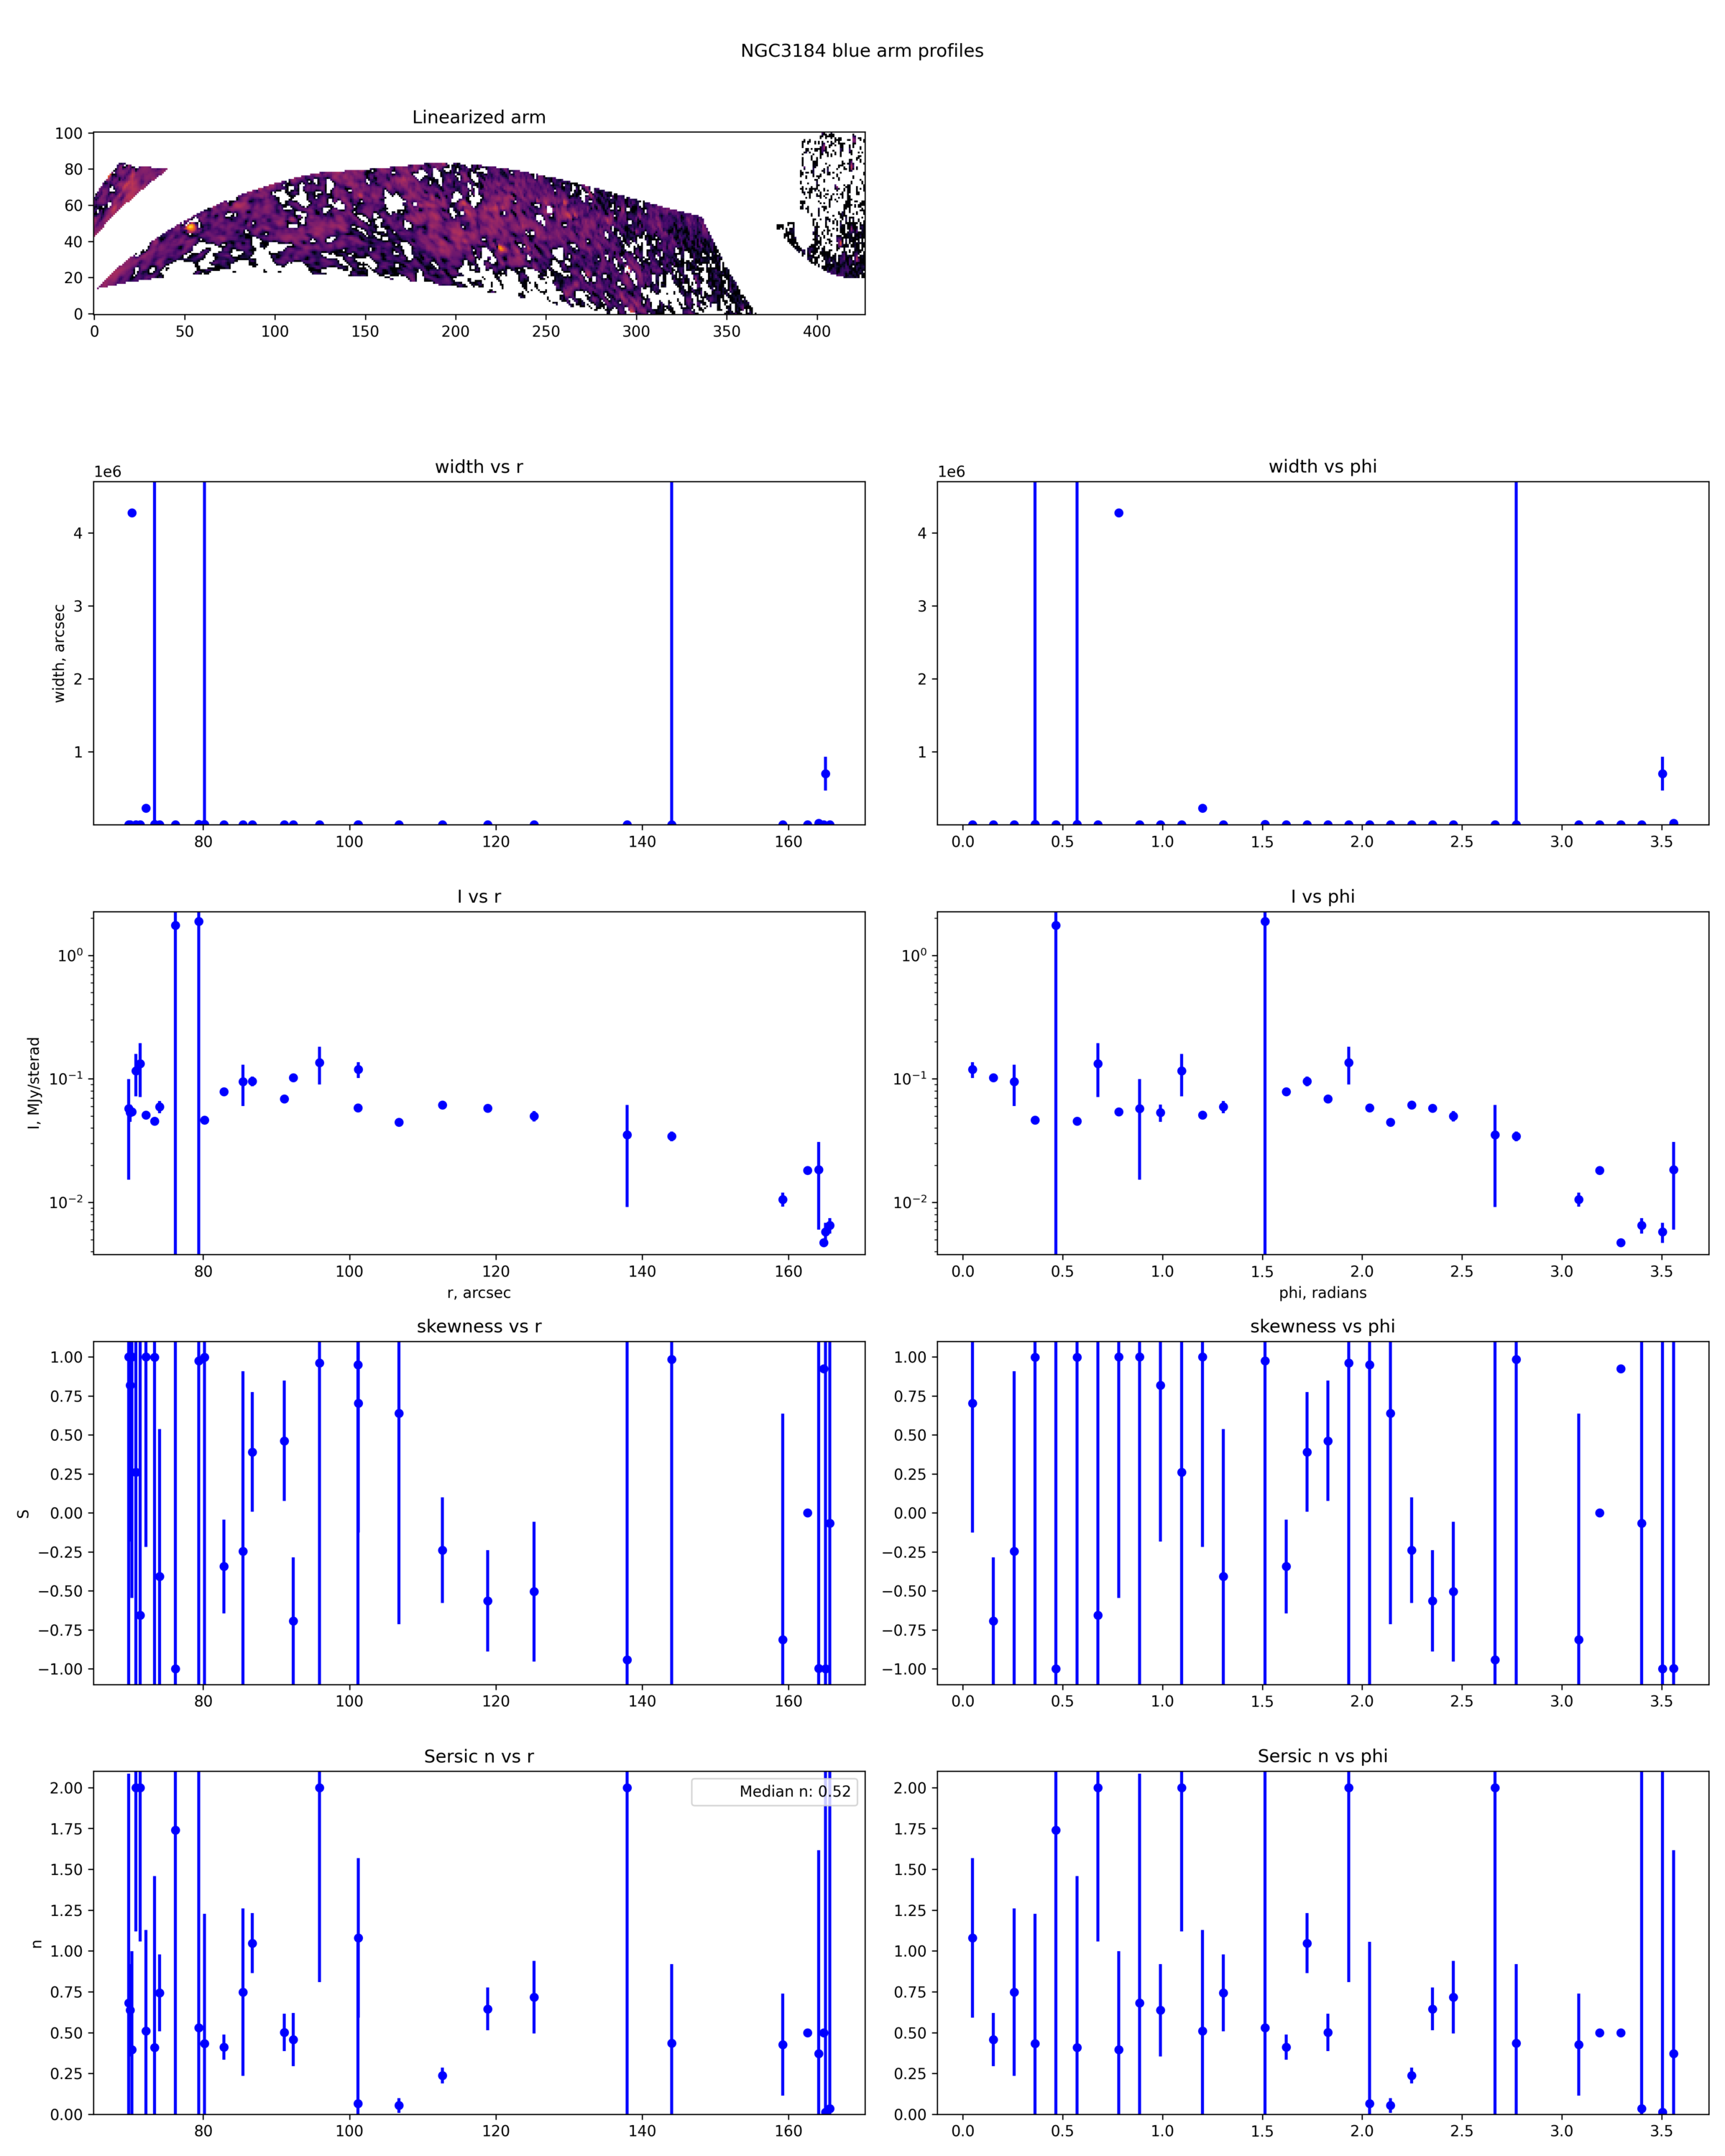 NGC3184 blue arm profiles
Linearized arm
100
80
60
40
20
0
0 50 100 150 200 250 300 350 400
1e6 width vs r
4
3
2
1
width, arcsec
80 100 120 140 160
1e6 width vs phi
4
3
2
1
0.0 0.5 1.0 1.5 2.0 2.5 3.0 3.5
I vs r
10⁰
10⁻¹
10⁻²
I, MJy/sterad
80 100 120 140 160
r, arcsec
I vs phi
10⁰
10⁻¹
10⁻²
0.0 0.5 1.0 1.5 2.0 2.5 3.0 3.5
phi, radians
skewness vs r
1.00
0.75
0.50
0.25
0.00
−0.25
−0.50
−0.75
−1.00
S
80 100 120 140 160
skewness vs phi
1.00
0.75
0.50
0.25
0.00
−0.25
−0.50
−0.75
−1.00
0.0 0.5 1.0 1.5 2.0 2.5 3.0 3.5
Sersic n vs r
Median n: 0.52
2.00
1.75
1.50
1.25
1.00
0.75
0.50
0.25
0.00
n
80 100 120 140 160
Sersic n vs phi
2.00
1.75
1.50
1.25
1.00
0.75
0.50
0.25
0.00
0.0 0.5 1.0 1.5 2.0 2.5 3.0 3.5